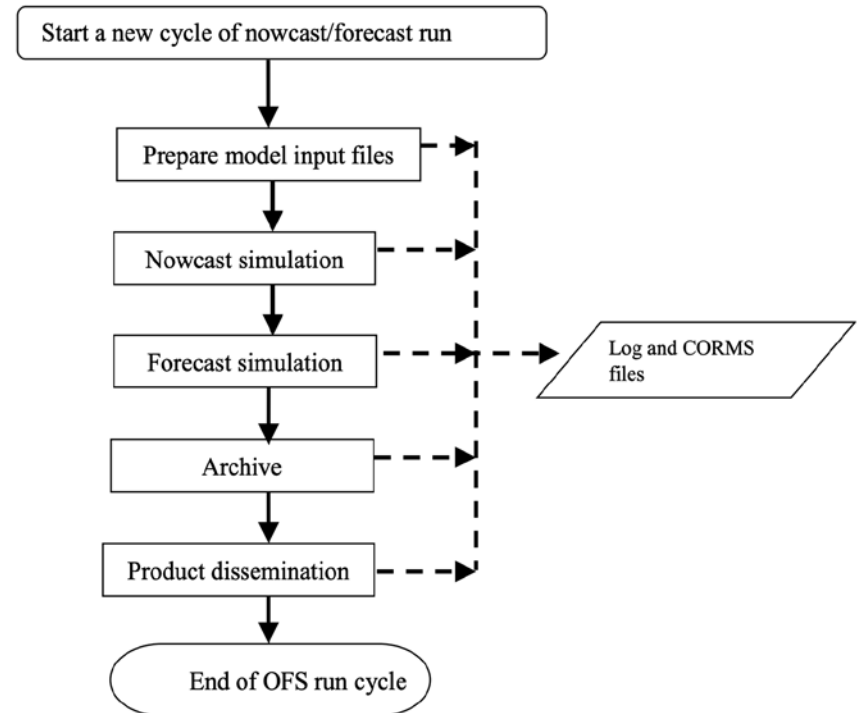 Start a new cycle of nowcast/forecast run
Prepare model input files
Nowcast simulation
Forecast simulation
Log and CORMS
files
Archive
Product dissemination
End of OFS run cycle